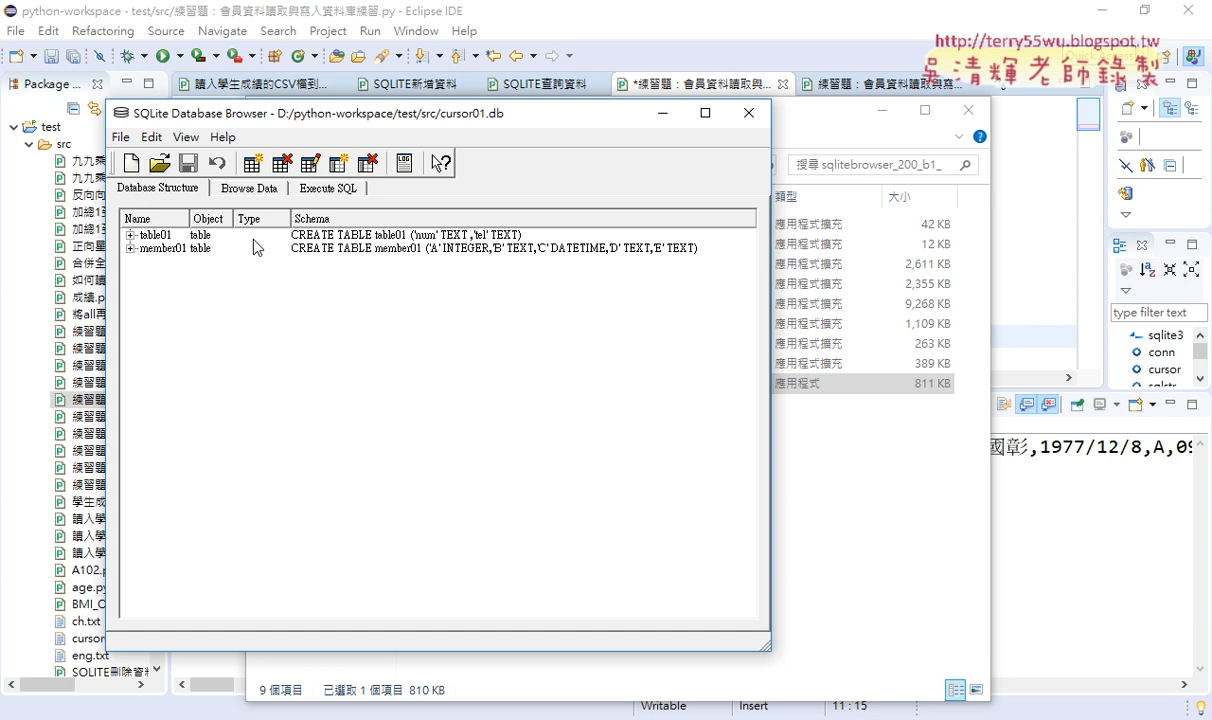 python-workspace - test/src/練習題：會員資料讀取與寫入資料庫練習.py - Eclipse IDE
File Edit Refactoring Source Navigate Search Project Run Window Help
http://terry55wu.blogspot.tw
吳清輝老師錄製
Package ...
讀入學生成績的CSV檔到...
SQLITE新增資料
SQLITE查詢資料
*練習題：會員資料讀取與...
練習題：會員資料讀取與寫...
test
src
九九乘
九九乘
反向向
加總1
加總1
正向星
合併全
如何讀
成績.p
將all再
練習題
練習題
練習題
練習題
練習題
練習題
練習題
練習題
練習題
學生成
讀入學
讀入學
讀入學
A102.p
age.py
BMI_C
ch.txt
cursor
eng.txt
SQLITE刪除資料
SQLite Database Browser - D:/python-workspace/test/src/cursor01.db
File Edit View Help
LOG
Database Structure Browse Data Execute SQL
Name Object Type Schema
table01 table CREATE TABLE table01 ('num' TEXT ,'tel' TEXT)
member01 table CREATE TABLE member01 ('A' INTEGER,'B' TEXT,'C' DATETIME,'D' TEXT,'E' TEXT)
搜尋 sqlitebrowser_200_b1_
類型 大小
應用程式擴充 42 KB
應用程式擴充 12 KB
應用程式擴充 2,611 KB
應用程式擴充 2,355 KB
應用程式擴充 9,268 KB
應用程式擴充 1,109 KB
應用程式擴充 263 KB
應用程式擴充 389 KB
應用程式 811 KB
9 個項目 已選取 1 個項目 810 KB
type filter text
sqlite3
conn
cursor
sqlstr
國彰,1977/12/8,A,09
Writable Insert 11 : 15